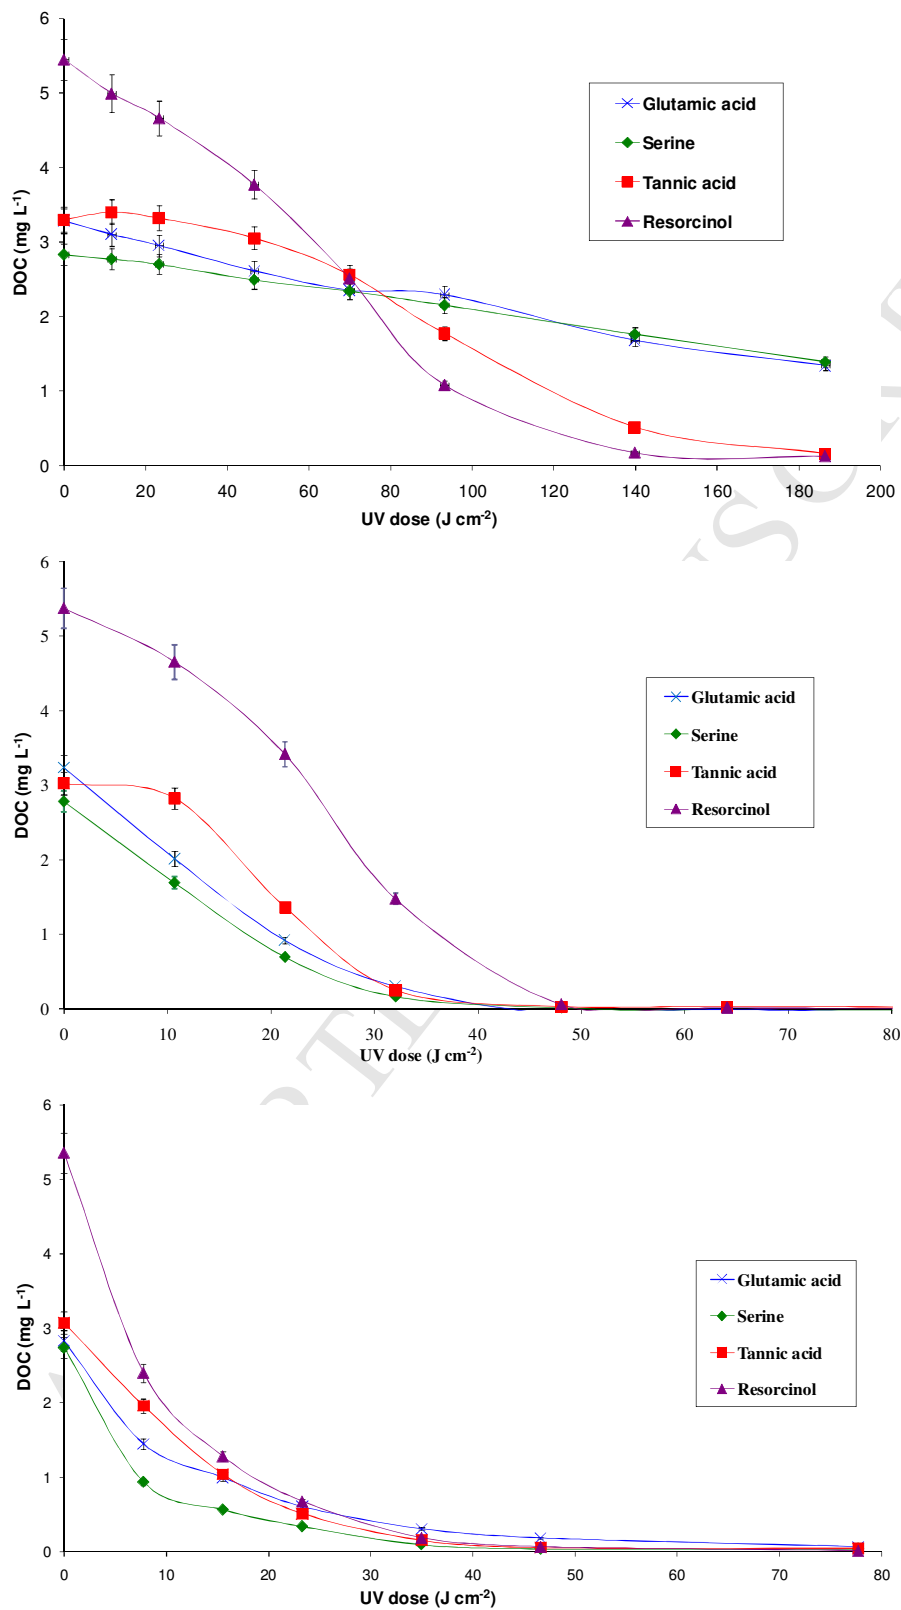 6
5
4
3
2
1
0
DOC (mg L-1)
Glutamic acid
Serine
Tannic acid
Resorcinol
0 20 40 60 80 100 120 140 160 180 200
UV dose (J cm-2)
6
5
4
3
2
1
0
DOC (mg L-1)
Glutamic acid
Serine
Tannic acid
Resorcinol
0 10 20 30 40 50 60 70 80
UV dose (J cm-2)
6
5
4
3
2
1
0
DOC (mg L-1)
Glutamic acid
Serine
Tannic acid
Resorcinol
0 10 20 30 40 50 60 70 80
UV dose (J cm-2)